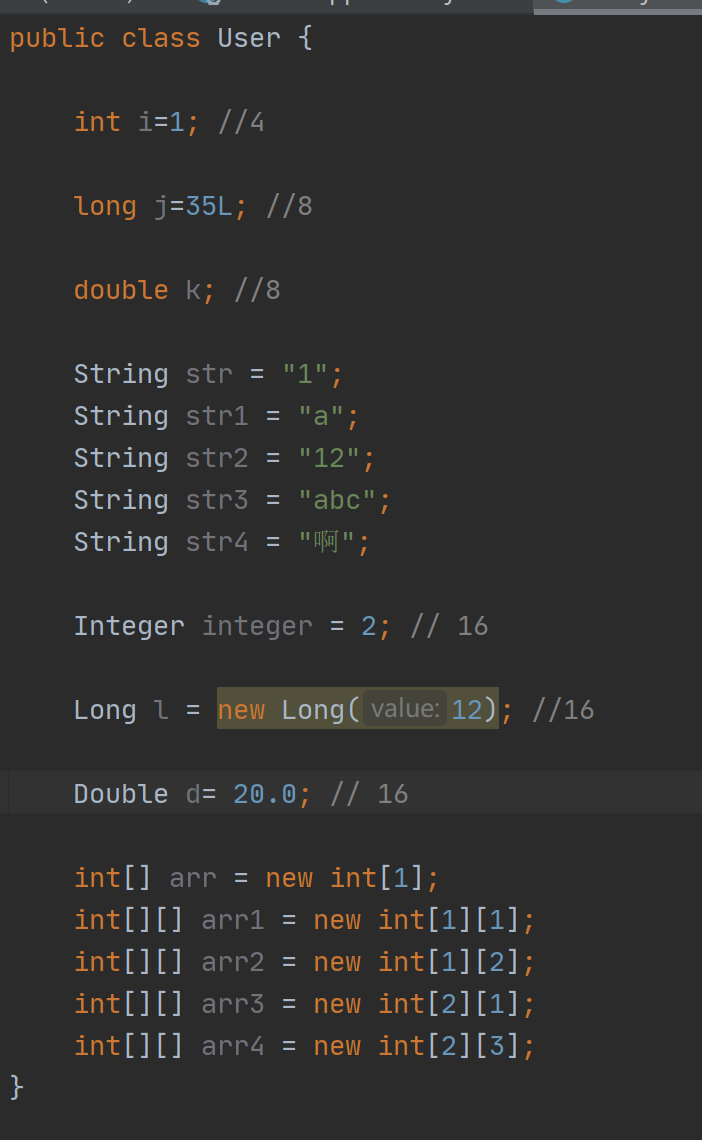 public class User {
int i=1; //4
long j=35L; //8
double k; //8
String str = "1";
String str1 = "a";
String str2 = "12";
String str3 = "abc";
String str4 = "啊";
Integer integer = 2; // 16
Long l = new Long( value: 12); //16
Double d= 20.0; // 16
int[] arr = new int[1];
int[][] arr1 = new int[1][1];
int[][] arr2 = new int[1][2];
int[][] arr3 = new int[2][1];
int[][] arr4 = new int[2][3];
}